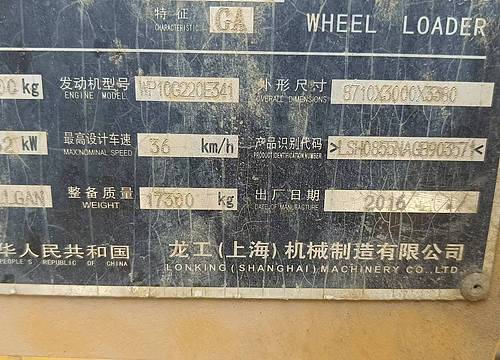 特征 GA WHEEL LOADER
CHARACTERISTIC
kg 发动机型号 WP10G220E341 外形尺寸 8710X3000X3360
ENGINE MODEL OVERALL DIMENSIONS
kW 最高设计车速 36 km/h 产品识别代码
MAX.NOMINAL SPEED PRODUCT IDENTIFICATION NUMBER
整备质量 17300 kg 出厂日期 2016
WEIGHT DATE OF MANUFACTURE
华人民共和国 龙工(上海)机械制造有限公司
PEOPLE'S REPUBLIC OF CHINA LONKING(SHANGHAI)MACHINERY CO.,LTD.